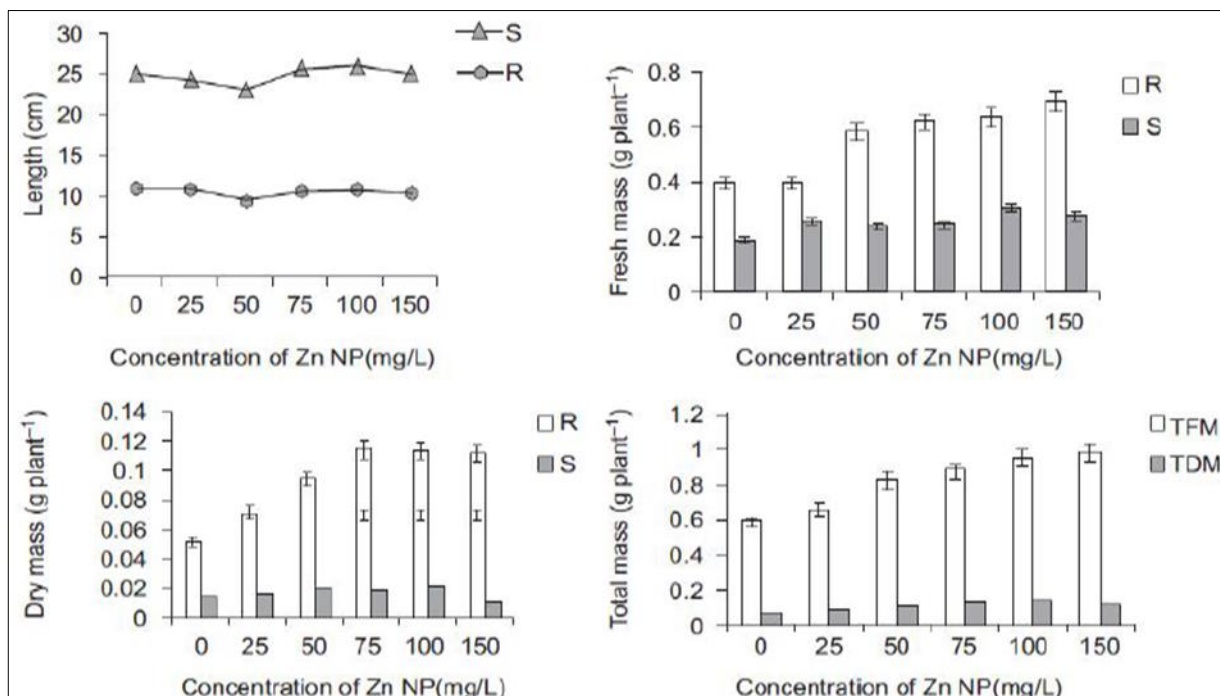 30
25
20
15
10
5
0
Length (cm)
S
R
0 25 50 75 100 150
Concentration of Zn NP(mg/L)
0.8
0.6
0.4
0.2
0
Fresh mass (g plant⁻¹)
R
S
0 25 50 75 100 150
Concentration of Zn NP(mg/L)
0.14
0.12
0.1
0.08
0.06
0.04
0.02
0
Dry mass (g plant⁻¹)
R
S
0 25 50 75 100 150
Concentration of Zn NP(mg/L)
1.2
1
0.8
0.6
0.4
0.2
0
Total mass (g plant⁻¹)
TFM
TDM
0 25 50 75 100 150
Concentration of Zn NP(mg/L)